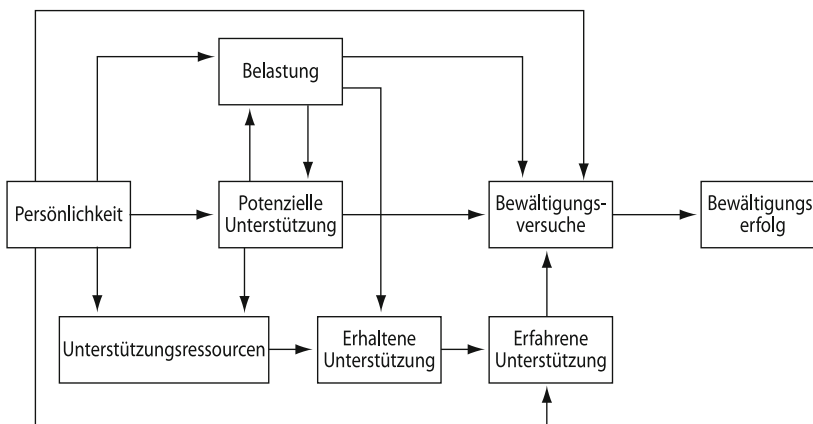 Belastung
Persönlichkeit
Potenzielle
Unterstützung
Bewältigungs-
versuche
Bewältigungs
erfolg
Unterstützungsressourcen
Erhaltene
Unterstützung
Erfahrene
Unterstützung